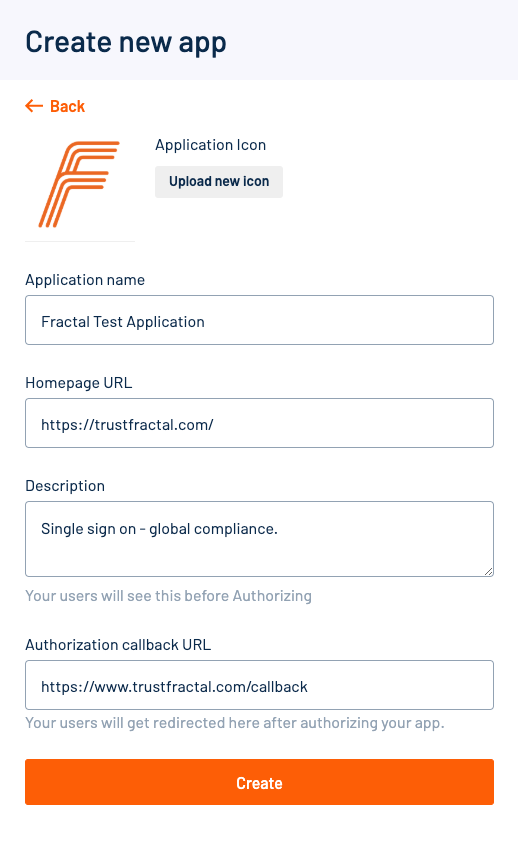 Create new app
← Back
Application Icon
Upload new icon
Application name
Fractal Test Application
Homepage URL
https://trustfractal.com/
Description
Single sign on - global compliance.
Your users will see this before Authorizing
Authorization callback URL
https://www.trustfractal.com/callback
Your users will get redirected here after authorizing your app.
Create